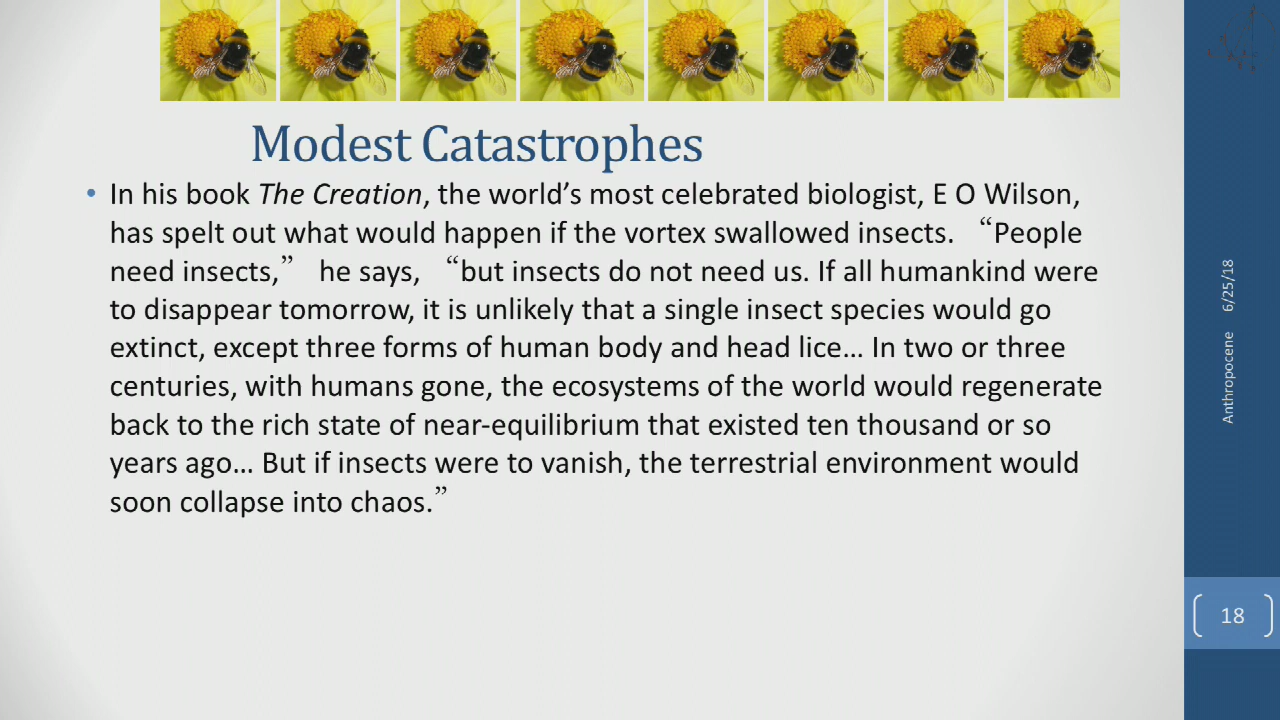 Modest Catastrophes
• In his book The Creation, the world’s most celebrated biologist, E O Wilson,
has spelt out what would happen if the vortex swallowed insects. “People
need insects,” he says, “but insects do not need us. If all humankind were
to disappear tomorrow, it is unlikely that a single insect species would go
extinct, except three forms of human body and head lice… In two or three
centuries, with humans gone, the ecosystems of the world would regenerate
back to the rich state of near-equilibrium that existed ten thousand or so
years ago… But if insects were to vanish, the terrestrial environment would
soon collapse into chaos.”
Anthropocene 6/25/18
18